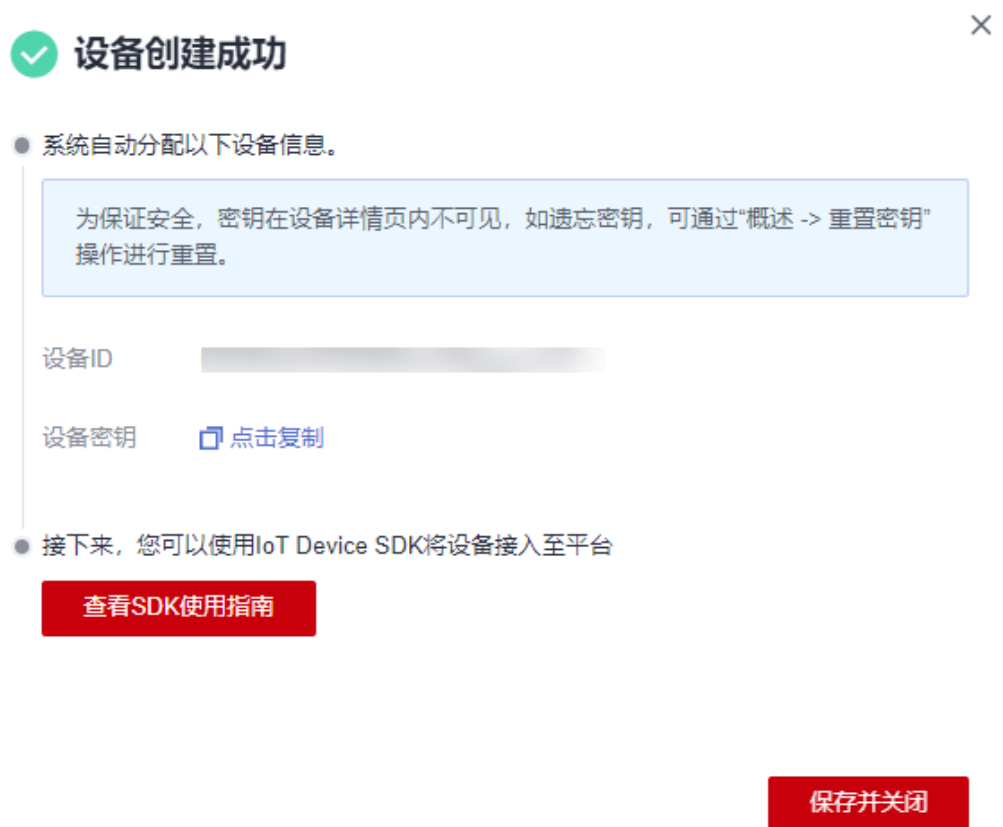 设备创建成功
系统自动分配以下设备信息。
为保证安全，密钥在设备详情页内不可见，如遗忘密钥，可通过“概述 -> 重置密钥”
操作进行重置。
设备ID
设备密钥 点击复制
接下来，您可以使用IoT Device SDK将设备接入至平台
查看SDK使用指南
保存并关闭